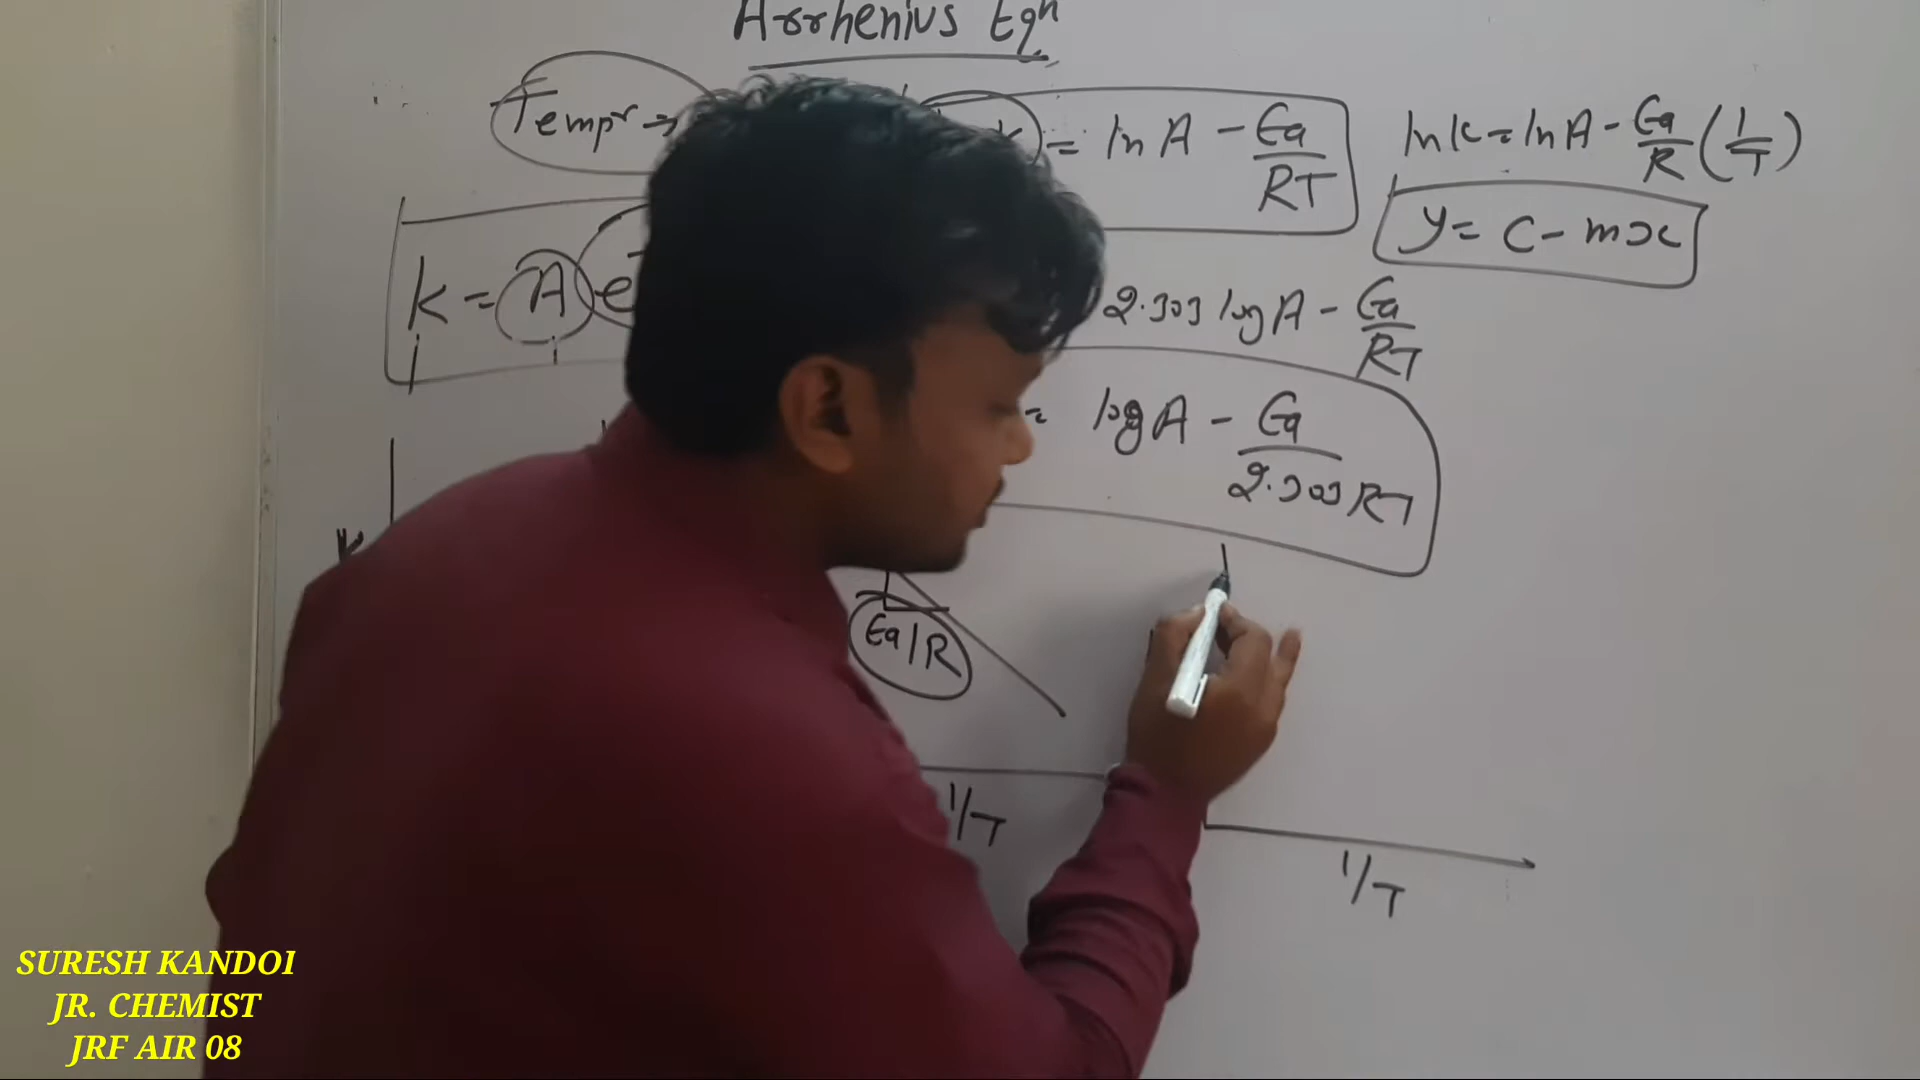 Arrhenius Eqn
Tempr →
= ln A - Ea/RT
ln k = ln A - Ea/R (1/T)
y = c - mx
k = A e
2.303 log A - Ea/RT
= log A - Ea/2.303 RT
k
Ea/R
1/T
1/T
SURESH KANDOI
JR. CHEMIST
JRF AIR 08